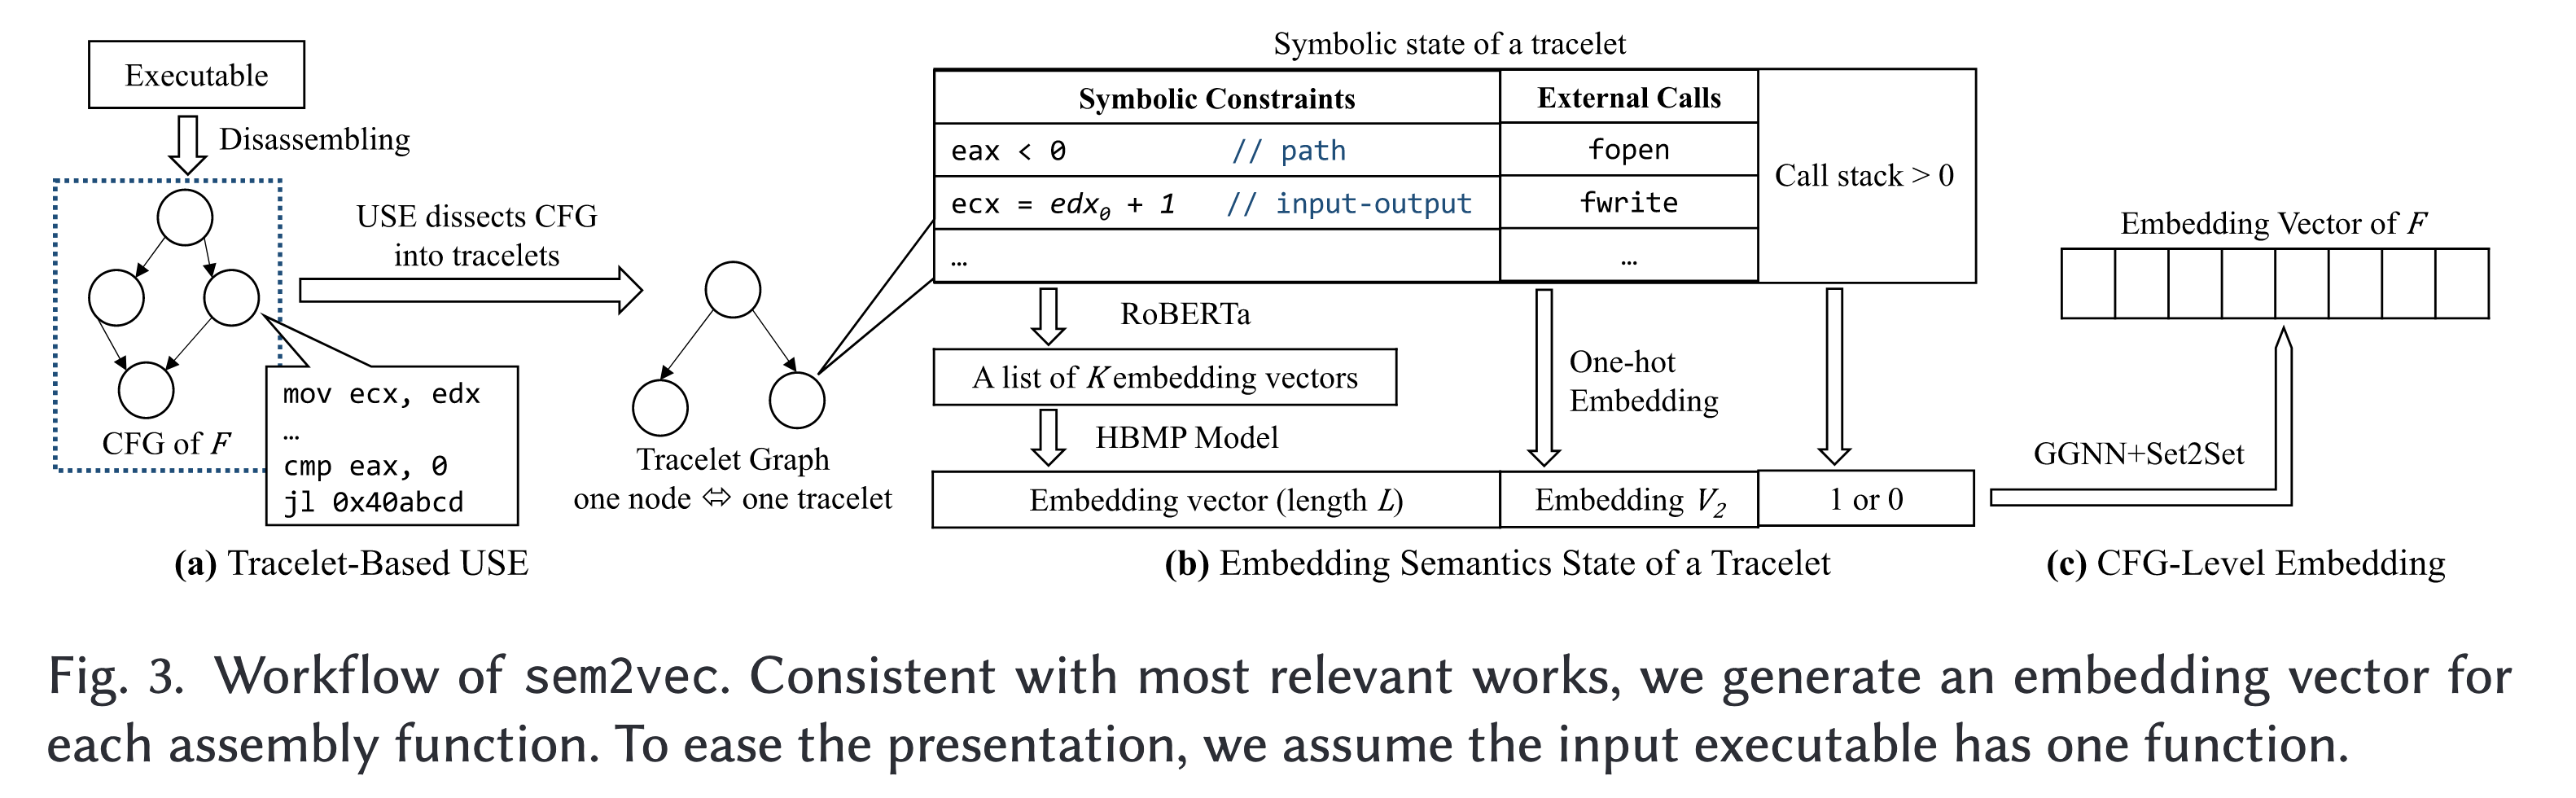 Executable
Disassembling
CFG of F
mov ecx, edx
…
cmp eax, 0
jl 0x40abcd
USE dissects CFG
into tracelets
Tracelet Graph
one node ⇔ one tracelet
(a) Tracelet-Based USE
Symbolic state of a tracelet
Symbolic Constraints
External Calls
eax < 0 // path
fopen
ecx = edx₀ + 1 // input-output
fwrite
…
…
Call stack > 0
RoBERTa
A list of K embedding vectors
HBMP Model
One-hot
Embedding
Embedding vector (length L)
Embedding V₂
1 or 0
(b) Embedding Semantics State of a Tracelet
Embedding Vector of F
GGNN+Set2Set
(c) CFG-Level Embedding
Fig. 3. Workflow of sem2vec. Consistent with most relevant works, we generate an embedding vector for
each assembly function. To ease the presentation, we assume the input executable has one function.